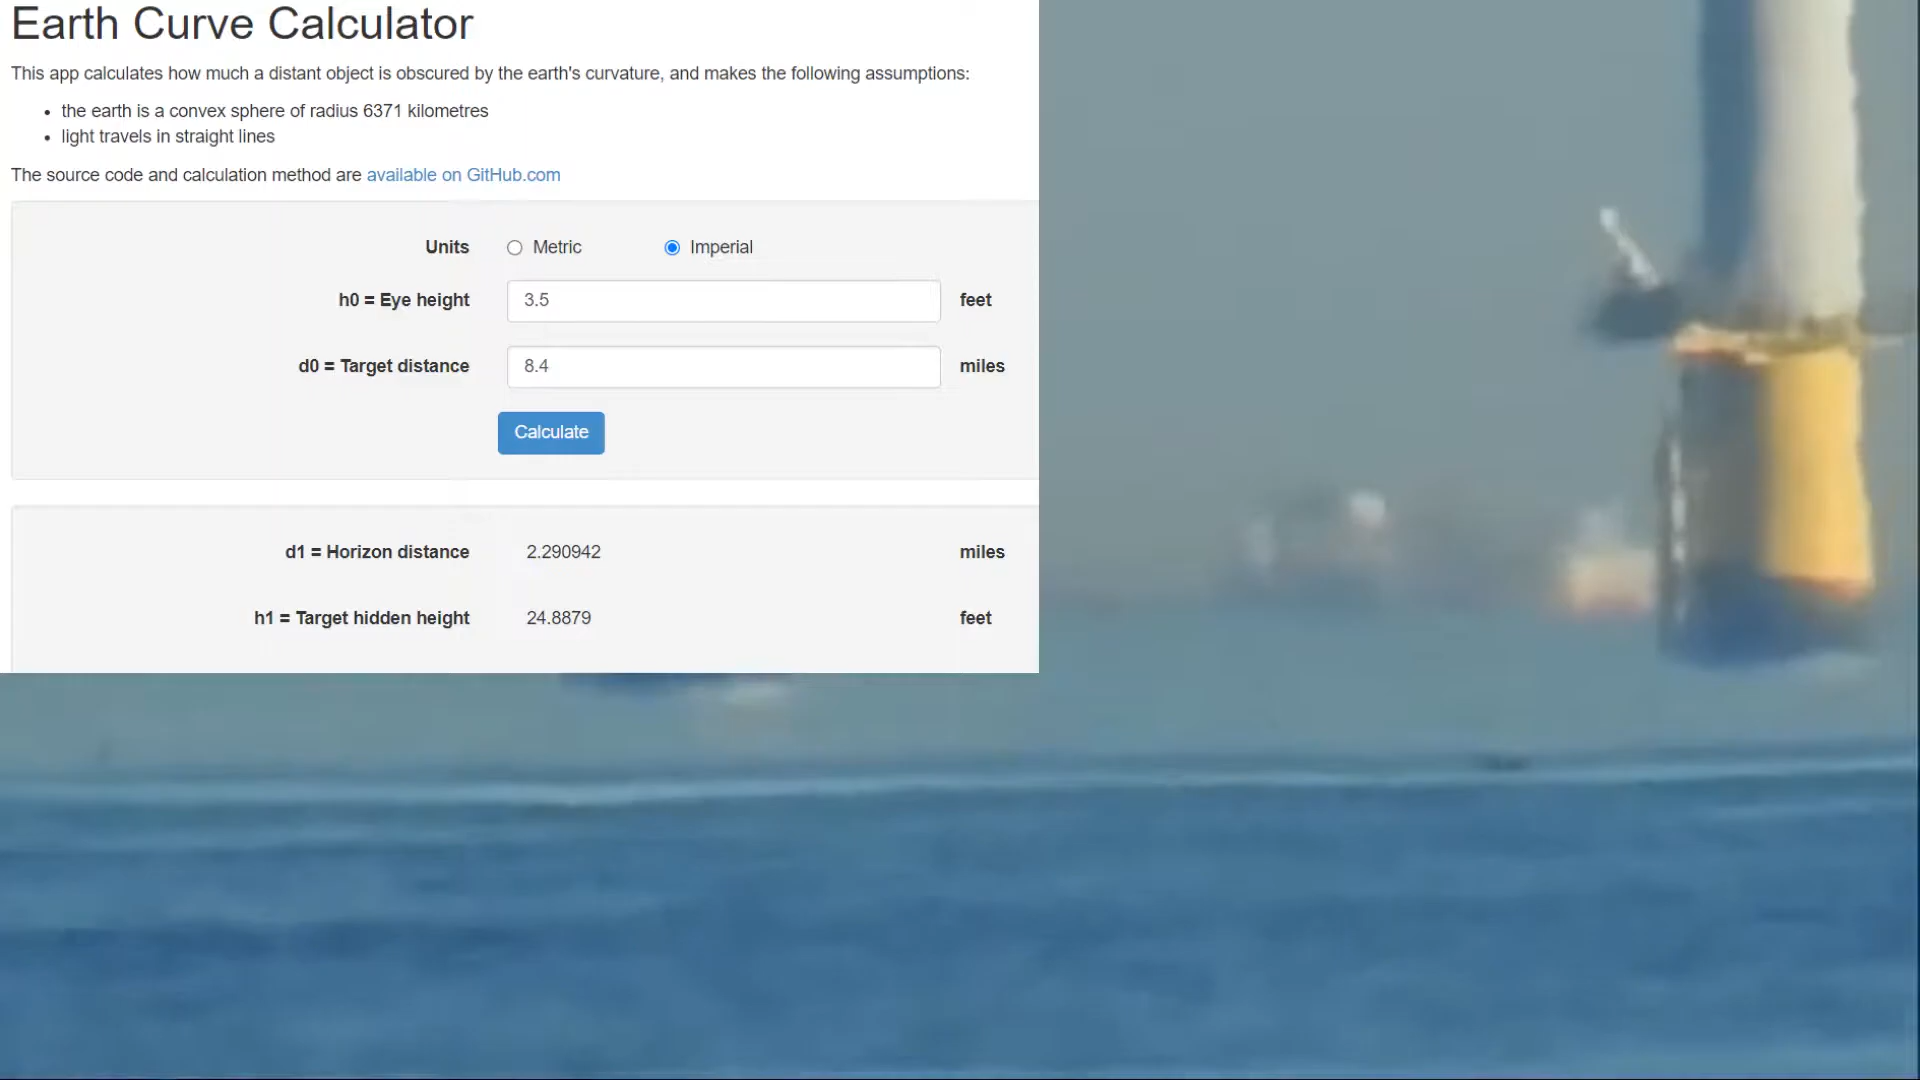 Earth Curve Calculator
This app calculates how much a distant object is obscured by the earth's curvature, and makes the following assumptions:
• the earth is a convex sphere of radius 6371 kilometres
• light travels in straight lines
The source code and calculation method are available on GitHub.com
Units Metric Imperial
h0 = Eye height 3.5 feet
d0 = Target distance 8.4 miles
Calculate
d1 = Horizon distance 2.290942 miles
h1 = Target hidden height 24.8879 feet